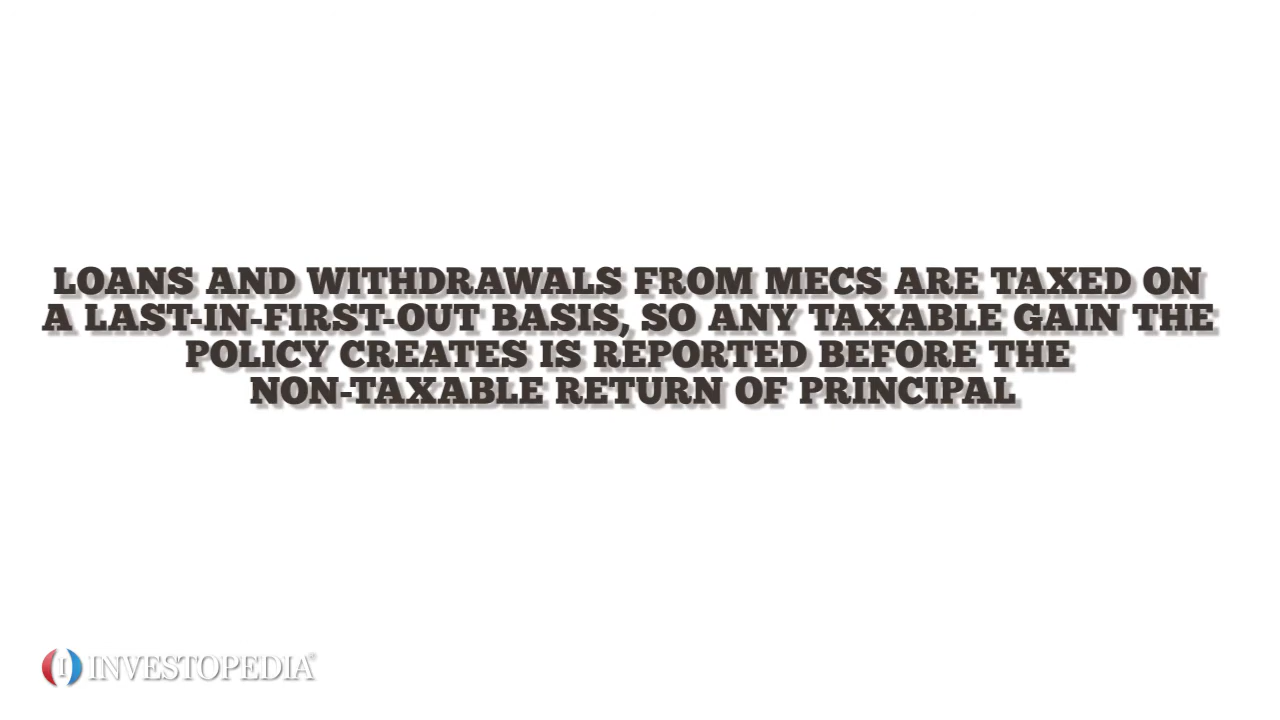 LOANS AND WITHDRAWALS FROM MECS ARE TAXED ON
A LAST-IN-FIRST-OUT BASIS, SO ANY TAXABLE GAIN THE
POLICY CREATES IS REPORTED BEFORE THE
NON-TAXABLE RETURN OF PRINCIPAL
I INVESTOPEDIA®